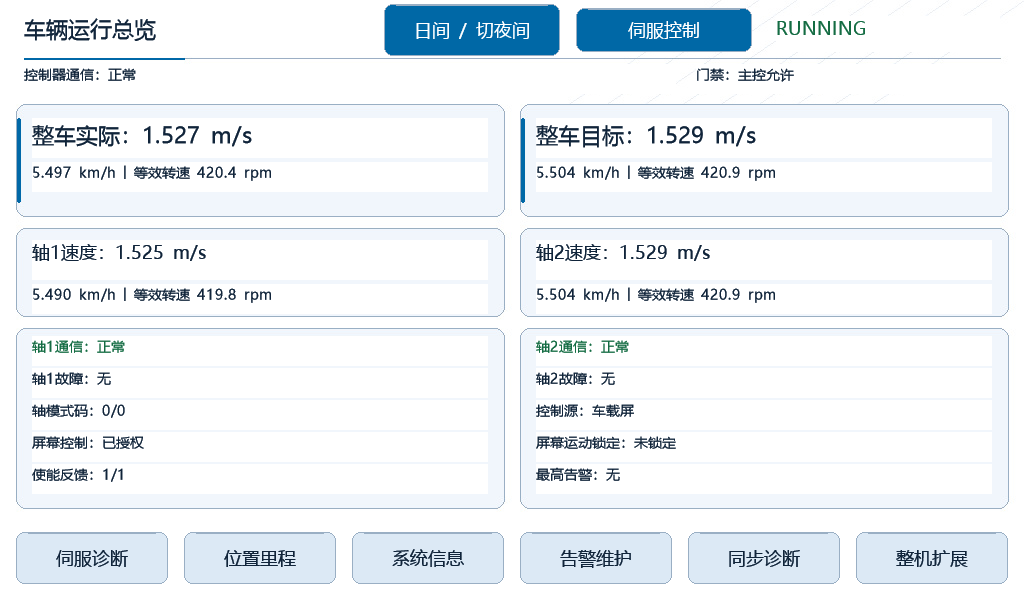 车辆运行总览
日间 / 切夜间
伺服控制
RUNNING
控制器通信：正常
门禁：主控允许
整车实际：1.527 m/s
5.497 km/h | 等效转速 420.4 rpm
整车目标：1.529 m/s
5.504 km/h | 等效转速 420.9 rpm
轴1速度：1.525 m/s
5.490 km/h | 等效转速 419.8 rpm
轴2速度：1.529 m/s
5.504 km/h | 等效转速 420.9 rpm
轴1通信：正常
轴1故障：无
轴模式码：0/0
屏幕控制：已授权
使能反馈：1/1
轴2通信：正常
轴2故障：无
控制源：车载屏
屏幕运动锁定：未锁定
最高告警：无
伺服诊断
位置里程
系统信息
告警维护
同步诊断
整机扩展